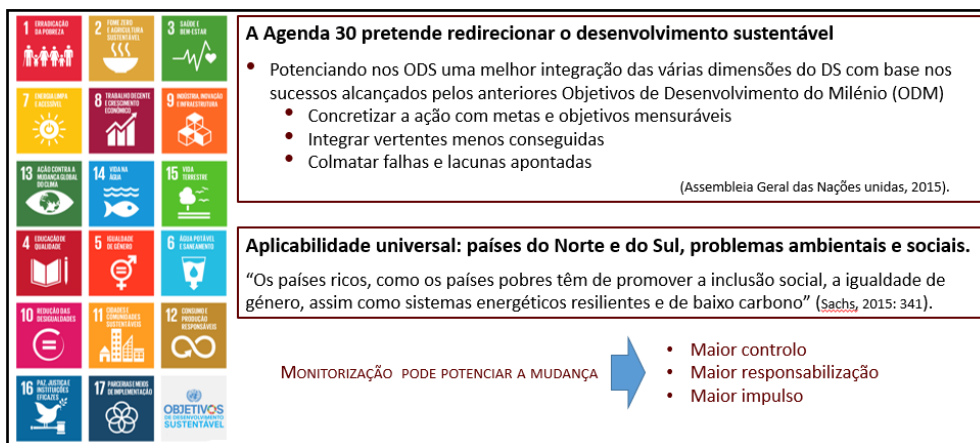 1 ERRADICAÇÃO
DA POBREZA
2 FOME ZERO
E AGRICULTURA
SUSTENTÁVEL
3 SAÚDE E
BEM-ESTAR
7 ENERGIA LIMPA
E ACESSÍVEL
8 TRABALHO DECENTE
E CRESCIMENTO
ECONÔMICO
9 INDÚSTRIA, INOVAÇÃO
E INFRAESTRUTURA
13 AÇÃO CONTRA A
MUDANÇA GLOBAL
DO CLIMA
14 VIDA NA
ÁGUA
15 VIDA
TERRESTRE
4 EDUCAÇÃO DE
QUALIDADE
5 IGUALDADE
DE GÊNERO
6 ÁGUA POTÁVEL
E SANEAMENTO
10 REDUÇÃO DAS
DESIGUALDADES
11 CIDADES E
COMUNIDADES
SUSTENTÁVEIS
12 CONSUMO E
PRODUÇÃO
RESPONSÁVEIS
16 PAZ, JUSTIÇA E
INSTITUIÇÕES
EFICAZES
17 PARCERIAS E MEIOS
DE IMPLEMENTAÇÃO
OBJETIVOS
DE DESENVOLVIMENTO
SUSTENTÁVEL
A Agenda 30 pretende redirecionar o desenvolvimento sustentável
• Potenciando nos ODS uma melhor integração das várias dimensões do DS com base nos
sucessos alcançados pelos anteriores Objetivos de Desenvolvimento do Milénio (ODM)
• Concretizar a ação com metas e objetivos mensuráveis
• Integrar vertentes menos conseguidas
• Colmatar falhas e lacunas apontadas
(Assembleia Geral das Nações unidas, 2015).
Aplicabilidade universal: países do Norte e do Sul, problemas ambientais e sociais.
“Os países ricos, como os países pobres têm de promover a inclusão social, a igualdade de
género, assim como sistemas energéticos resilientes e de baixo carbono” (Sachs, 2015: 341).
MONITORIZAÇÃO PODE POTENCIAR A MUDANÇA
• Maior controlo
• Maior responsabilização
• Maior impulso